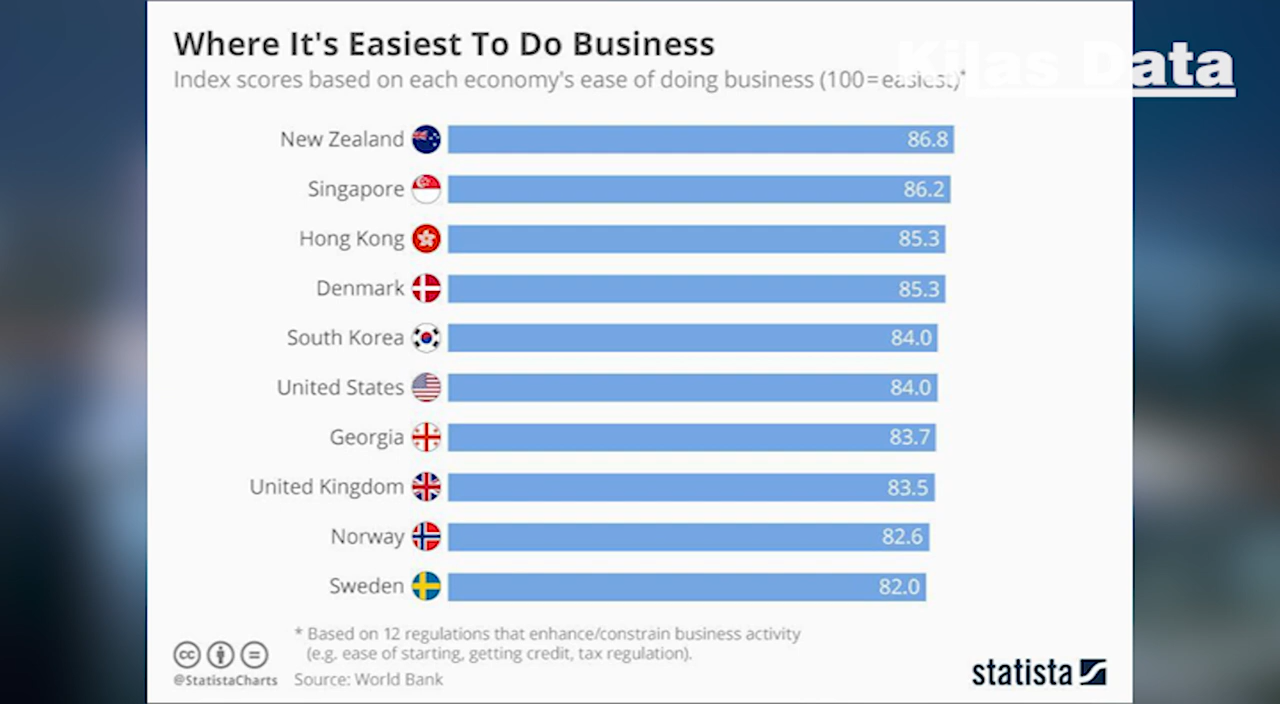 Where It's Easiest To Do Business
Kilas Data
Index scores based on each economy's ease of doing business (100=easiest)*
New Zealand 86.8
Singapore 86.2
Hong Kong 85.3
Denmark 85.3
South Korea 84.0
United States 84.0
Georgia 83.7
United Kingdom 83.5
Norway 82.6
Sweden 82.0
* Based on 12 regulations that enhance/constrain business activity
(e.g. ease of starting, getting credit, tax regulation).
cc
@StatistaCharts Source: World Bank
statista